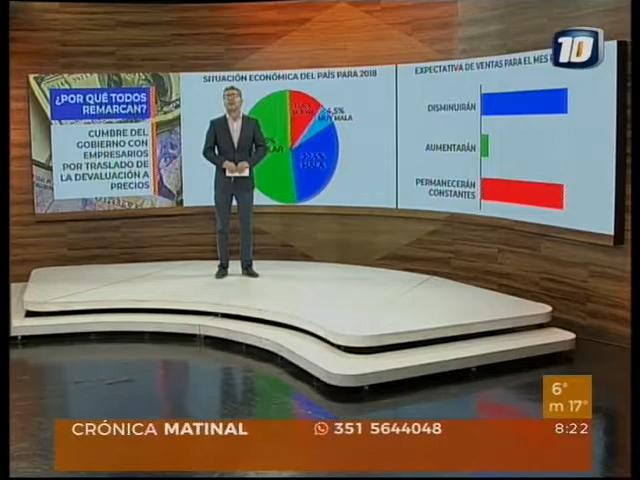 10
¿POR QUÉ TODOS
REMARCAN?
CUMBRE DEL
GOBIERNO CON
EMPRESARIOS
POR TRASLADO DE
LA DEVALUACIÓN A
PRECIOS
SITUACIÓN ECONÓMICA DEL PAÍS PARA 2018
4,5%
MUY MALA
EXPECTATIVA DE VENTAS PARA EL MES
DISMINUIRÁN
AUMENTARÁN
PERMANECERÁN
CONSTANTES
6°
m 17°
CRÓNICA MATINAL
351 5644048
8:22